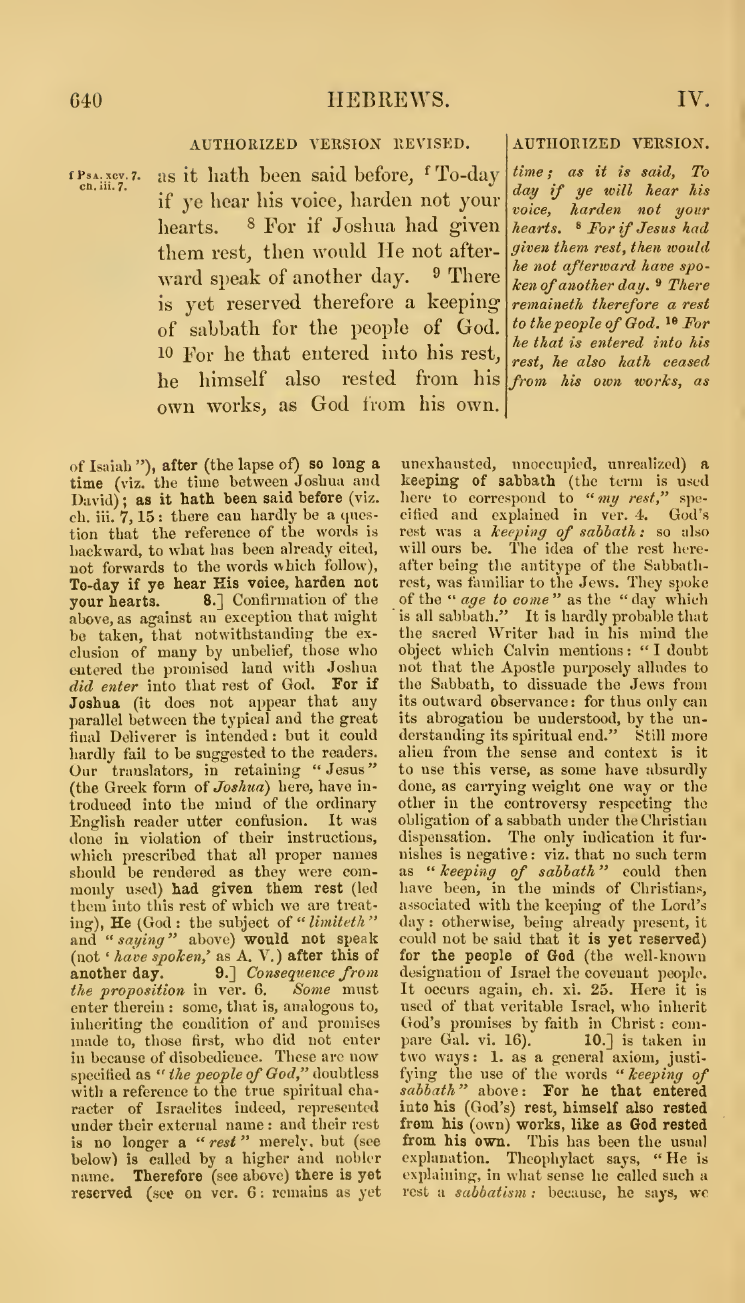 640
HEBREWS.
IV.
AUTHORIZED VERSION REVISED.
f Psa. xcv. 7.
ch. iii. 7.
as it hath been said before, f To-day
if ye hear his voice, harden not your
hearts. 8 For if Joshua had given
them rest, then would He not after-
ward speak of another day. 9 There
is yet reserved therefore a keeping
of sabbath for the people of God.
10 For he that entered into his rest,
he himself also rested from his
own works, as God from his own.
AUTHORIZED VERSION.
time; as it is said, To
day if ye will hear his
voice, harden not your
hearts. 8 For if Jesus had
given them rest, then would
he not afterward have spo-
ken of another day. 9 There
remaineth therefore a rest
to the people of God. 10 For
he that is entered into his
rest, he also hath ceased
from his own works, as
of Isaiah”), after (the lapse of) so long a
time (viz. the time between Joshua and
David); as it hath been said before (viz.
ch. iii. 7, 15: there can hardly be a ques-
tion that the reference of the words is
backward, to what has been already cited,
not forwards to the words which follow),
To-day if ye hear His voice, harden not
your hearts. 8.] Confirmation of the
above, as against an exception that might
be taken, that notwithstanding the ex-
clusion of many by unbelief, those who
entered the promised land with Joshua
did enter into that rest of God. For if
Joshua (it does not appear that any
parallel between the typical and the great
final Deliverer is intended: but it could
hardly fail to be suggested to the readers.
Our translators, in retaining “Jesus”
(the Greek form of Joshua) here, have in-
troduced into the mind of the ordinary
English reader utter confusion. It was
done in violation of their instructions,
which prescribed that all proper names
should be rendered as they were com-
monly used) had given them rest (led
them into this rest of which we are treat-
ing), He (God: the subject of “limiteth”
and “saying” above) would not speak
(not ‘have spoken,’ as A. V.) after this of
another day. 9.] Consequence from
the proposition in ver. 6. Some must
enter therein: some, that is, analogous to,
inheriting the condition of and promises
made to, those first, who did not enter
in because of disobedience. These are now
specified as “the people of God,” doubtless
with a reference to the true spiritual cha-
racter of Israelites indeed, represented
under their external name: and their rest
is no longer a “rest” merely, but (see
below) is called by a higher and nobler
name. Therefore (see above) there is yet
reserved (see on ver. 6: remains as yet
unexhausted, unoccupied, unrealized) a
keeping of sabbath (the term is used
here to correspond to “my rest,” spe-
cified and explained in ver. 4. God's
rest was a keeping of sabbath: so also
will ours be. The idea of the rest here-
after being the antitype of the Sabbath-
rest, was familiar to the Jews. They spoke
of the “age to come” as the “day which
is all sabbath.” It is hardly probable that
the sacred Writer had in his mind the
object which Calvin mentions: “I doubt
not that the Apostle purposely alludes to
the Sabbath, to dissuade the Jews from
its outward observance: for thus only can
its abrogation be understood, by the un-
derstanding its spiritual end.” Still more
alien from the sense and context is it
to use this verse, as some have absurdly
done, as carrying weight one way or the
other in the controversy respecting the
obligation of a sabbath under the Christian
dispensation. The only indication it fur-
nishes is negative: viz. that no such term
as “keeping of sabbath” could then
have been, in the minds of Christians,
associated with the keeping of the Lord's
day: otherwise, being already present, it
could not be said that it is yet reserved)
for the people of God (the well-known
designation of Israel the covenant people.
It occurs again, ch. xi. 25. Here it is
used of that veritable Israel, who inherit
God's promises by faith in Christ: com-
pare Gal. vi. 16). 10.] is taken in
two ways: 1. as a general axiom, justi-
fying the use of the words “keeping of
sabbath” above: For he that entered
into his (God's) rest, himself also rested
from his (own) works, like as God rested
from his own. This has been the usual
explanation. Theophylact says, “He is
explaining, in what sense he called such a
rest a sabbatism: because, he says, we